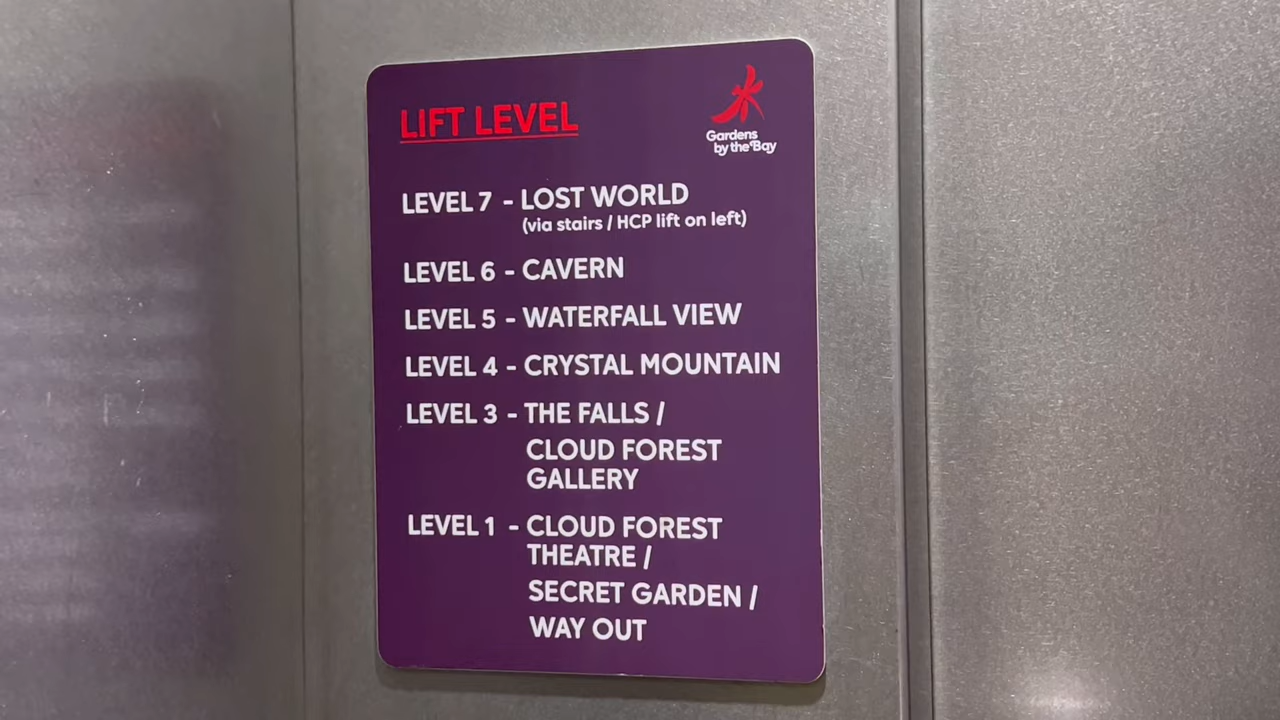 LIFT LEVEL
Gardens
by the Bay
LEVEL 7 - LOST WORLD
(via stairs / HCP lift on left)
LEVEL 6 - CAVERN
LEVEL 5 - WATERFALL VIEW
LEVEL 4 - CRYSTAL MOUNTAIN
LEVEL 3 - THE FALLS /
CLOUD FOREST
GALLERY
LEVEL 1 - CLOUD FOREST
THEATRE /
SECRET GARDEN /
WAY OUT